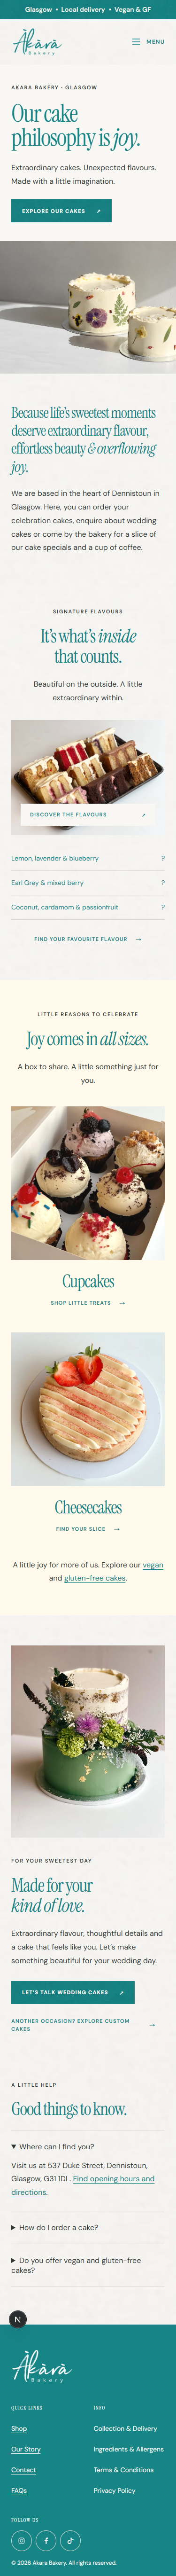 Glasgow • Local delivery • Vegan & GF
Àkàrà
Bakery
MENU
AKARA BAKERY · GLASGOW
Our cake
philosophy is joy.
Extraordinary cakes. Unexpected flavours.
Made with a little imagination.
EXPLORE OUR CAKES ↗
Because life's sweetest moments
deserve extraordinary flavour,
effortless beauty & overflowing
joy.
We are based in the heart of Dennistoun in
Glasgow. Here, you can order your
celebration cakes, enquire about wedding
cakes or come by the bakery for a slice of
our cake specials and a cup of coffee.
SIGNATURE FLAVOURS
It's what's inside
that counts.
Beautiful on the outside. A little
extraordinary within.
DISCOVER THE FLAVOURS ↗
Lemon, lavender & blueberry ?
Earl Grey & mixed berry ?
Coconut, cardamom & passionfruit ?
FIND YOUR FAVOURITE FLAVOUR →
LITTLE REASONS TO CELEBRATE
Joy comes in all sizes.
A box to share. A little something just for
you.
Cupcakes
SHOP LITTLE TREATS →
Cheesecakes
FIND YOUR SLICE →
A little joy for more of us. Explore our vegan
and gluten-free cakes.
FOR YOUR SWEETEST DAY
Made for your
kind of love.
Extraordinary flavour, thoughtful details and
a cake that feels like you. Let's make
something beautiful for your wedding day.
LET'S TALK WEDDING CAKES ↗
ANOTHER OCCASION? EXPLORE CUSTOM
CAKES →
A LITTLE HELP
Good things to know.
▼ Where can I find you?
Visit us at 537 Duke Street, Dennistoun,
Glasgow, G31 1DL. Find opening hours and
directions.
▶ How do I order a cake?
▶ Do you offer vegan and gluten-free
cakes?
N
Àkàrà
Bakery
QUICK LINKS
Shop
Our Story
Contact
FAQs
INFO
Collection & Delivery
Ingredients & Allergens
Terms & Conditions
Privacy Policy
FOLLOW US
© 2026 Akara Bakery. All rights reserved.